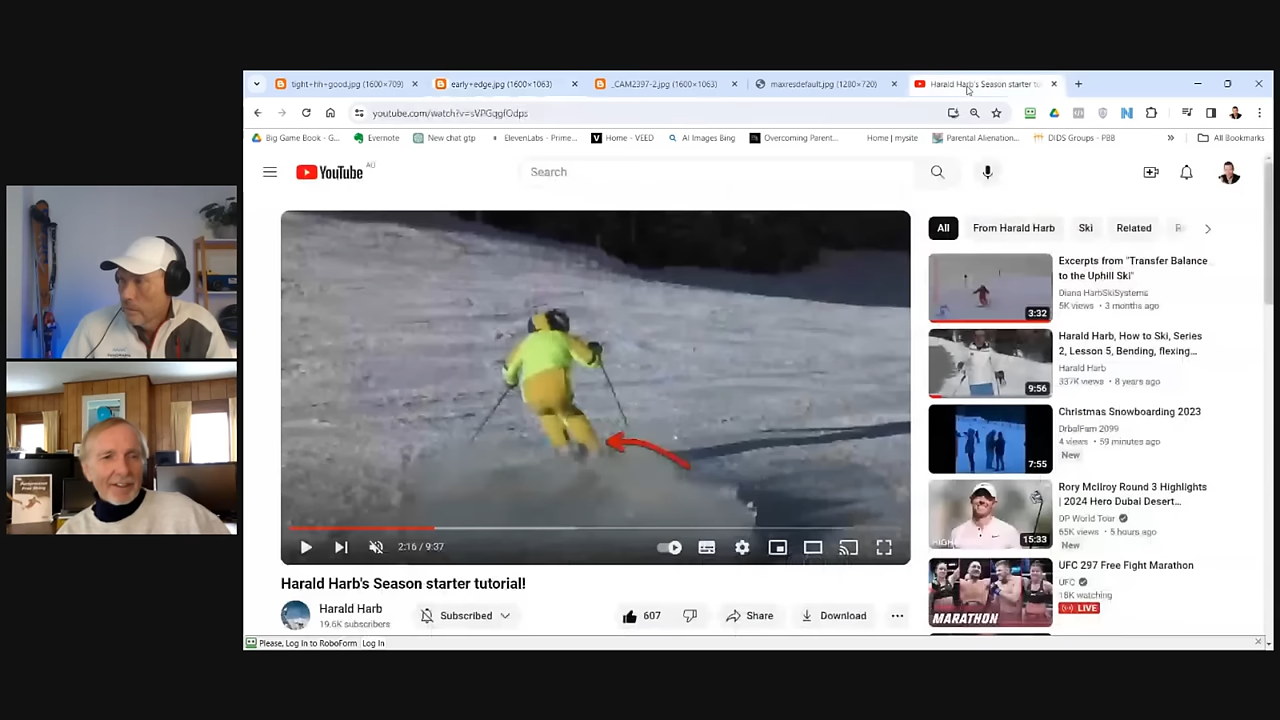 tight+hh+good.jpg (1600×709)
early+edge.jpg (1600×1063)
_CAM2397-2.jpg (1600×1063)
maxresdefault.jpg (1280×720)
Harald Harb's Season starter tu
youtube.com/watch?v=sVPGqgfOdps
Big Game Book - G...
Evernote
New chat gtp
ElevenLabs - Prime...
Home - VEED
AI Images Bing
Overcoming Parent...
Home | mysite
Parental Alienation...
DIDS Groups - PBB
All Bookmarks
YouTube AU
Search
All
From Harald Harb
Ski
Related
Excerpts from "Transfer Balance
to the Uphill Ski"
Diana HarbSkiSystems
5K views • 3 months ago
3:32
Harald Harb, How to Ski, Series
2, Lesson 5, Bending, flexing...
Harald Harb
337K views • 8 years ago
9:56
Christmas Snowboarding 2023
DrbalFam 2099
4 views • 59 minutes ago
New
7:55
Rory McIlroy Round 3 Highlights
| 2024 Hero Dubai Desert...
DP World Tour
65K views • 5 hours ago
New
15:33
UFC 297 Free Fight Marathon
UFC
18K watching
LIVE
MARATHON
2:16 / 9:37
Harald Harb's Season starter tutorial!
Harald Harb
19.6K subscribers
Subscribed
607
Share
Download
Please, Log In to RoboForm
Log In